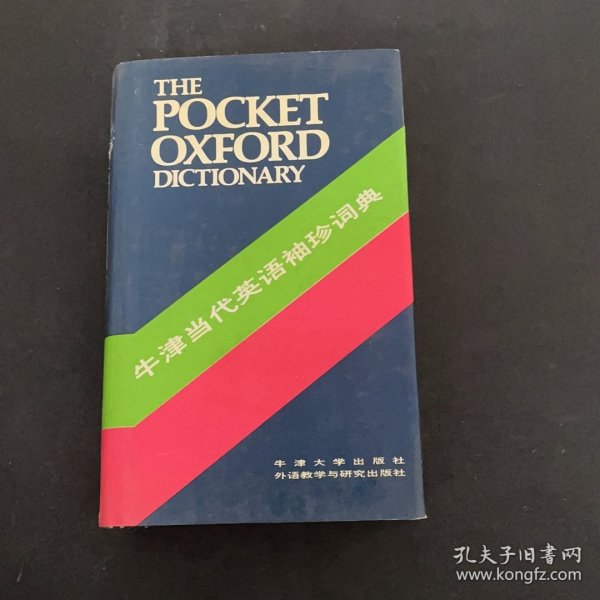 THE
POCKET
OXFORD
DICTIONARY
牛津当代英语袖珍词典
牛津大学出版社
外语教学与研究出版社
孔夫子旧书网
www.kongfz.com